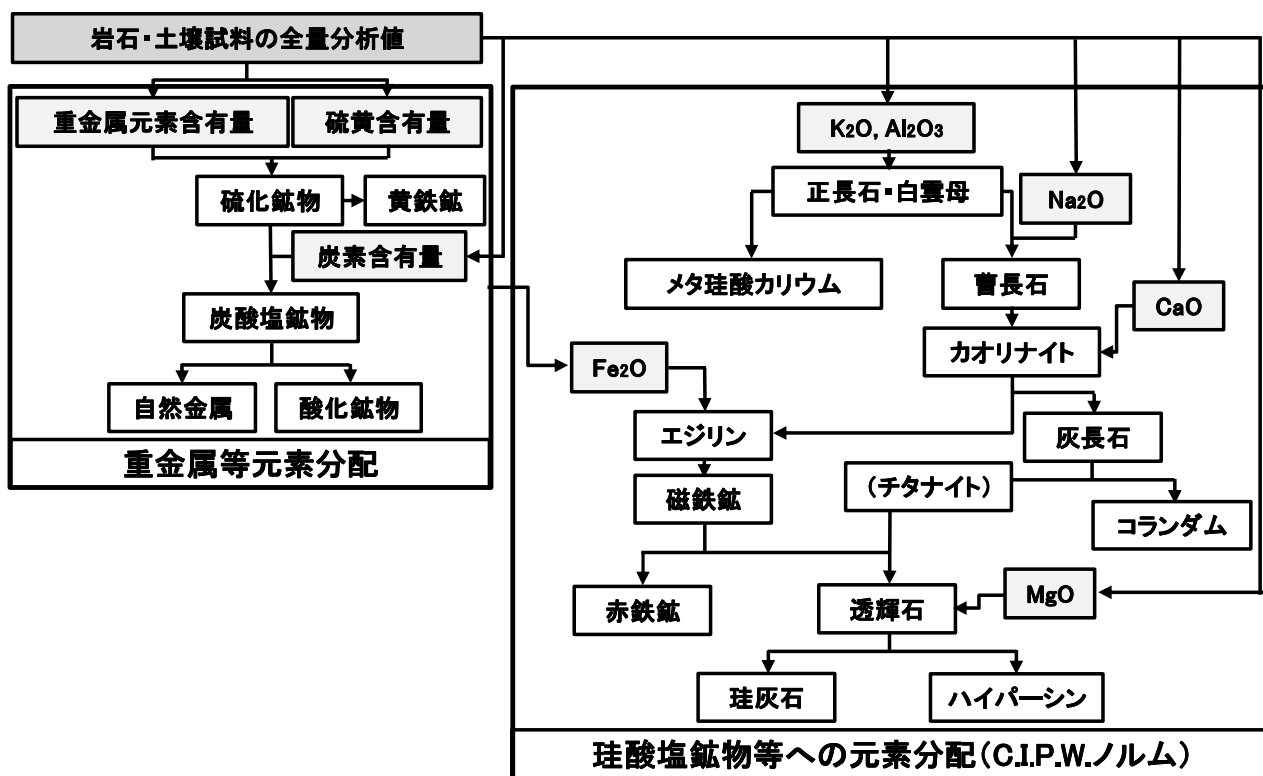 岩石・土壌試料の全量分析値
重金属元素含有量
硫黄含有量
硫化鉱物
黄鉄鉱
炭素含有量
炭酸塩鉱物
自然金属
酸化鉱物
重金属等元素分配
K₂O, Al₂O₃
正長石・白雲母
Na₂O
メタ珪酸カリウム
曹長石
CaO
カオリナイト
Fe₂O
エジリン
灰長石
磁鉄鉱
（チタナイト）
コランダム
赤鉄鉱
透輝石
MgO
珪灰石
ハイパーシン
珪酸塩鉱物等への元素分配（C.I.P.W.ノルム）